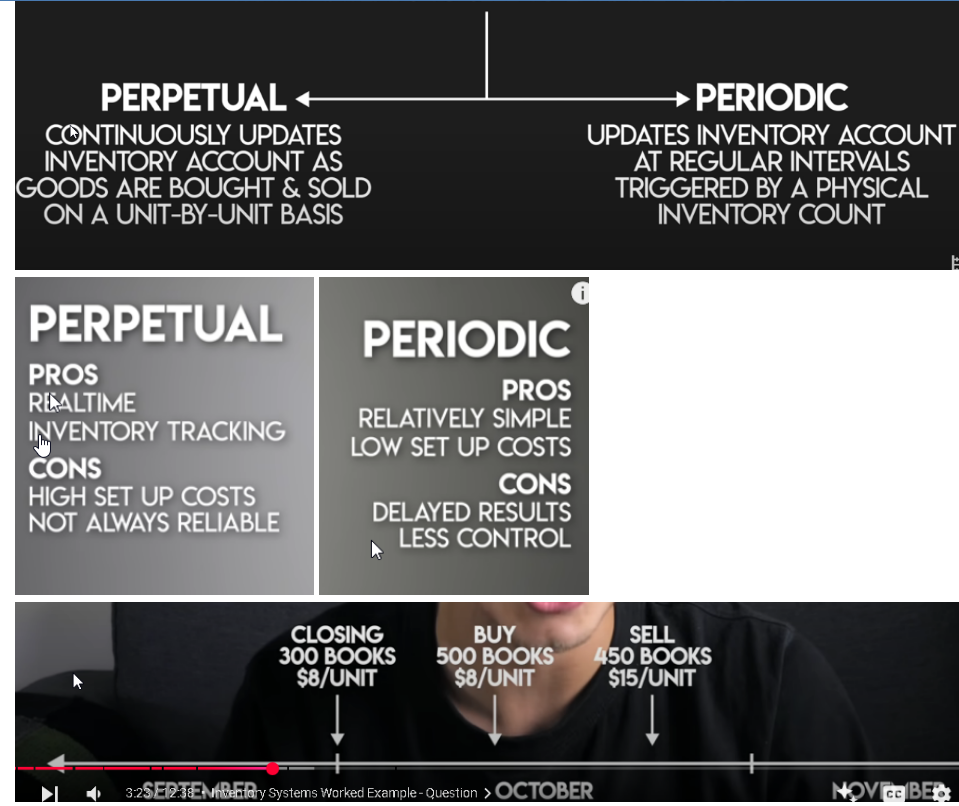 PERPETUAL
CONTINUOUSLY UPDATES
INVENTORY ACCOUNT AS
GOODS ARE BOUGHT & SOLD
ON A UNIT-BY-UNIT BASIS
PERIODIC
UPDATES INVENTORY ACCOUNT
AT REGULAR INTERVALS
TRIGGERED BY A PHYSICAL
INVENTORY COUNT
PERPETUAL
PROS
REALTIME
INVENTORY TRACKING
CONS
HIGH SET UP COSTS
NOT ALWAYS RELIABLE
i
PERIODIC
PROS
RELATIVELY SIMPLE
LOW SET UP COSTS
CONS
DELAYED RESULTS
LESS CONTROL
CLOSING
300 BOOKS
$8/UNIT
BUY
500 BOOKS
$8/UNIT
SELL
450 BOOKS
$15/UNIT
SEPTEMBER
OCTOBER
NOVEMBER
3:23 / 12:38 • Inventory Systems Worked Example - Question >
CC